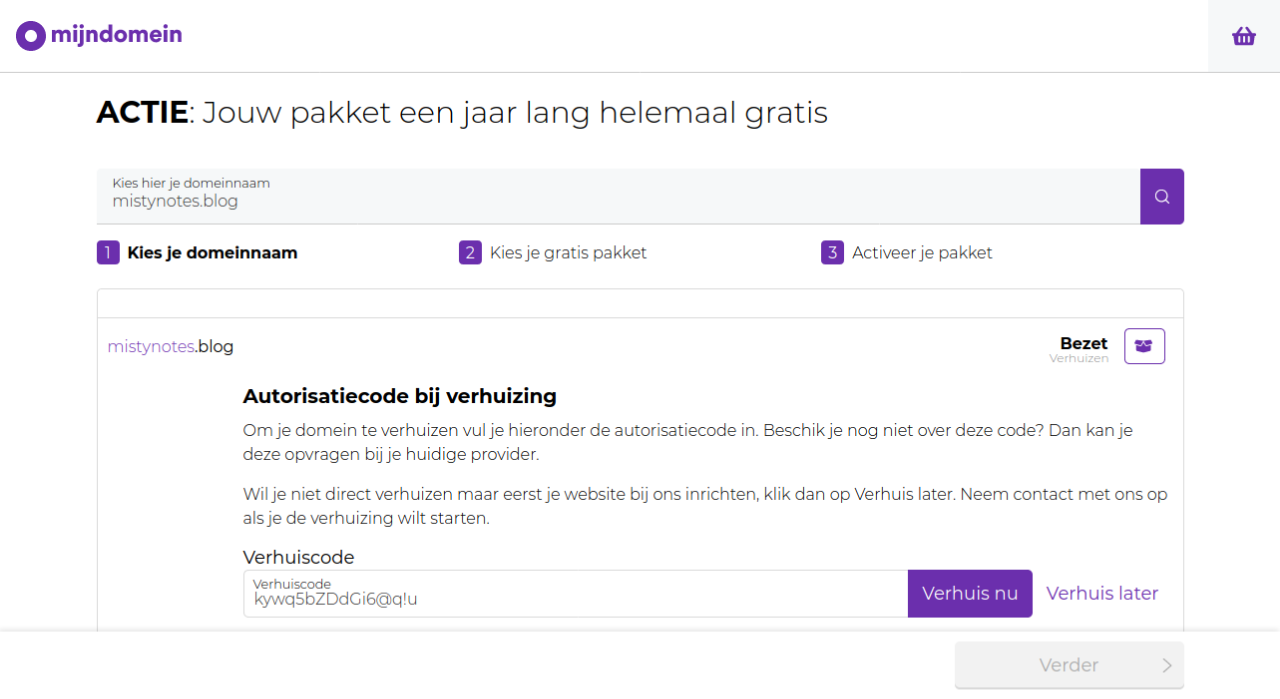 mijndomein
ACTIE: Jouw pakket een jaar lang helemaal gratis
Kies hier je domeinnaam
mistynotes.blog
1 Kies je domeinnaam
2 Kies je gratis pakket
3 Activeer je pakket
mistynotes.blog
Bezet
Verhuizen
Autorisatiecode bij verhuizing
Om je domein te verhuizen vul je hieronder de autorisatiecode in. Beschik je nog niet over deze code? Dan kan je
deze opvragen bij je huidige provider.
Wil je niet direct verhuizen maar eerst je website bij ons inrichten, klik dan op Verhuis later. Neem contact met ons op
als je de verhuizing wilt starten.
Verhuiscode
Verhuiscode
kywq5bZDdGi6@q!u
Verhuis nu
Verhuis later
Verder